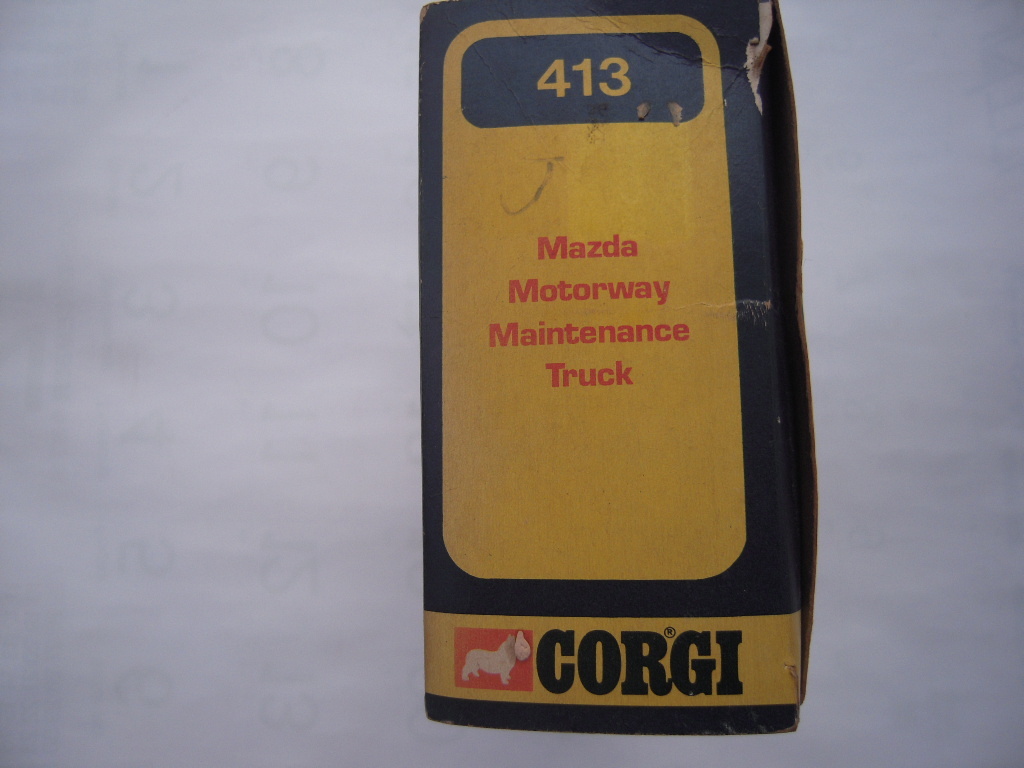 413
Mazda
Motorway
Maintenance
Truck
CORGI®